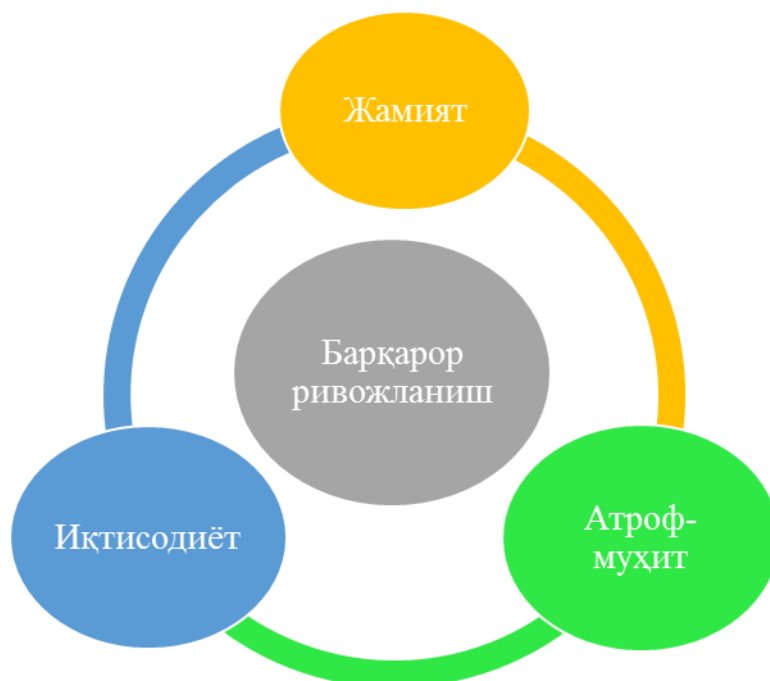 Жамият
Барқарор
ривожланиш
Иқтисодиёт
Атроф-
муҳит